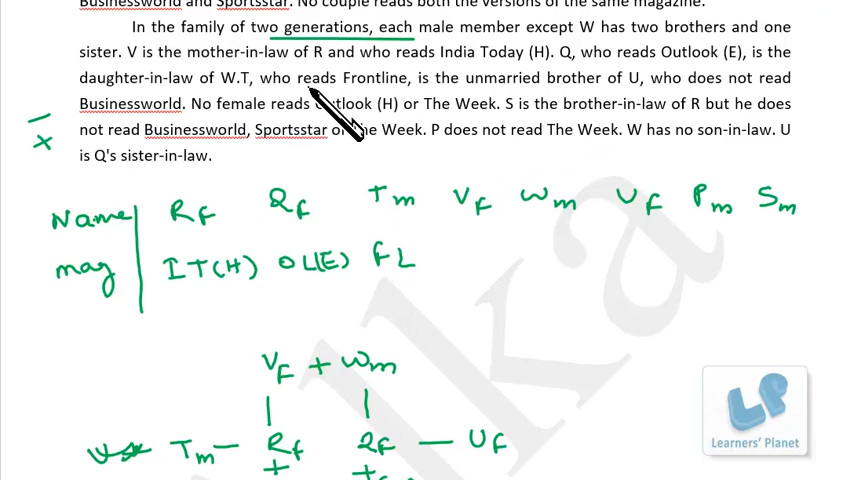 Businessworld and Sportsstar. No couple reads both the versions of the same magazine.
In the family of two generations, each male member except W has two brothers and one
sister. V is the mother-in-law of R and who reads India Today (H). Q, who reads Outlook (E), is the
daughter-in-law of W.T, who reads Frontline, is the unmarried brother of U, who does not read
Businessworld. No female reads Outlook (H) or The Week. S is the brother-in-law of R but he does
not read Businessworld, Sportsstar or The Week. P does not read The Week. W has no son-in-law. U
is Q's sister-in-law.
Name Rf Qf Tm Vf Wm Uf Pm Sm
mag IT(H) OL(E) FL
Vf + Wm
Tm — Rf Qf — Uf
+ +
LP
Learners' Planet